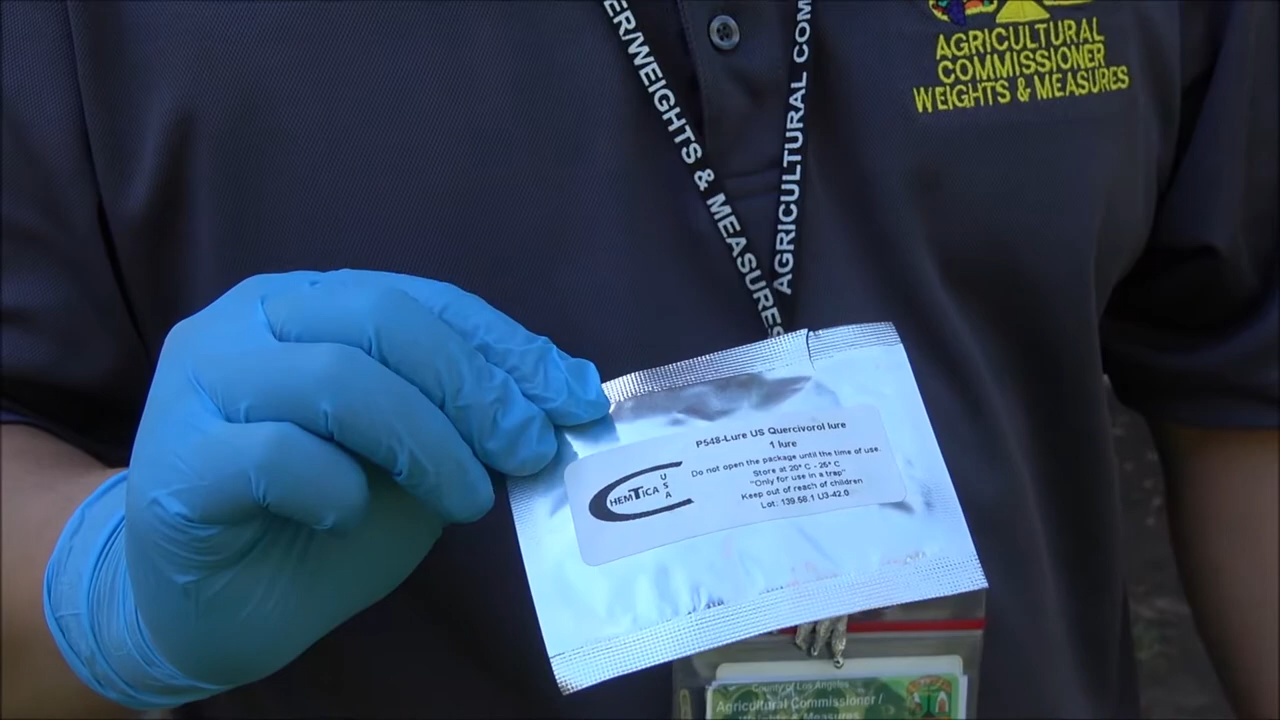 AGRICULTURAL
COMMISSIONER
WEIGHTS & MEASURES
ER/WEIGHTS & MEASURES
AGRICULTURAL COM
P548-Lure US Quercivorol lure
1 lure
Do not open the package until the time of use.
Store at 20° C - 25° C
"Only for use in a trap"
Keep out of reach of children
Lot: 139.58.1 U3-42.0
CHEMTICA
USA
County of Los Angeles
Agricultural Commissioner /
Weights & Measures